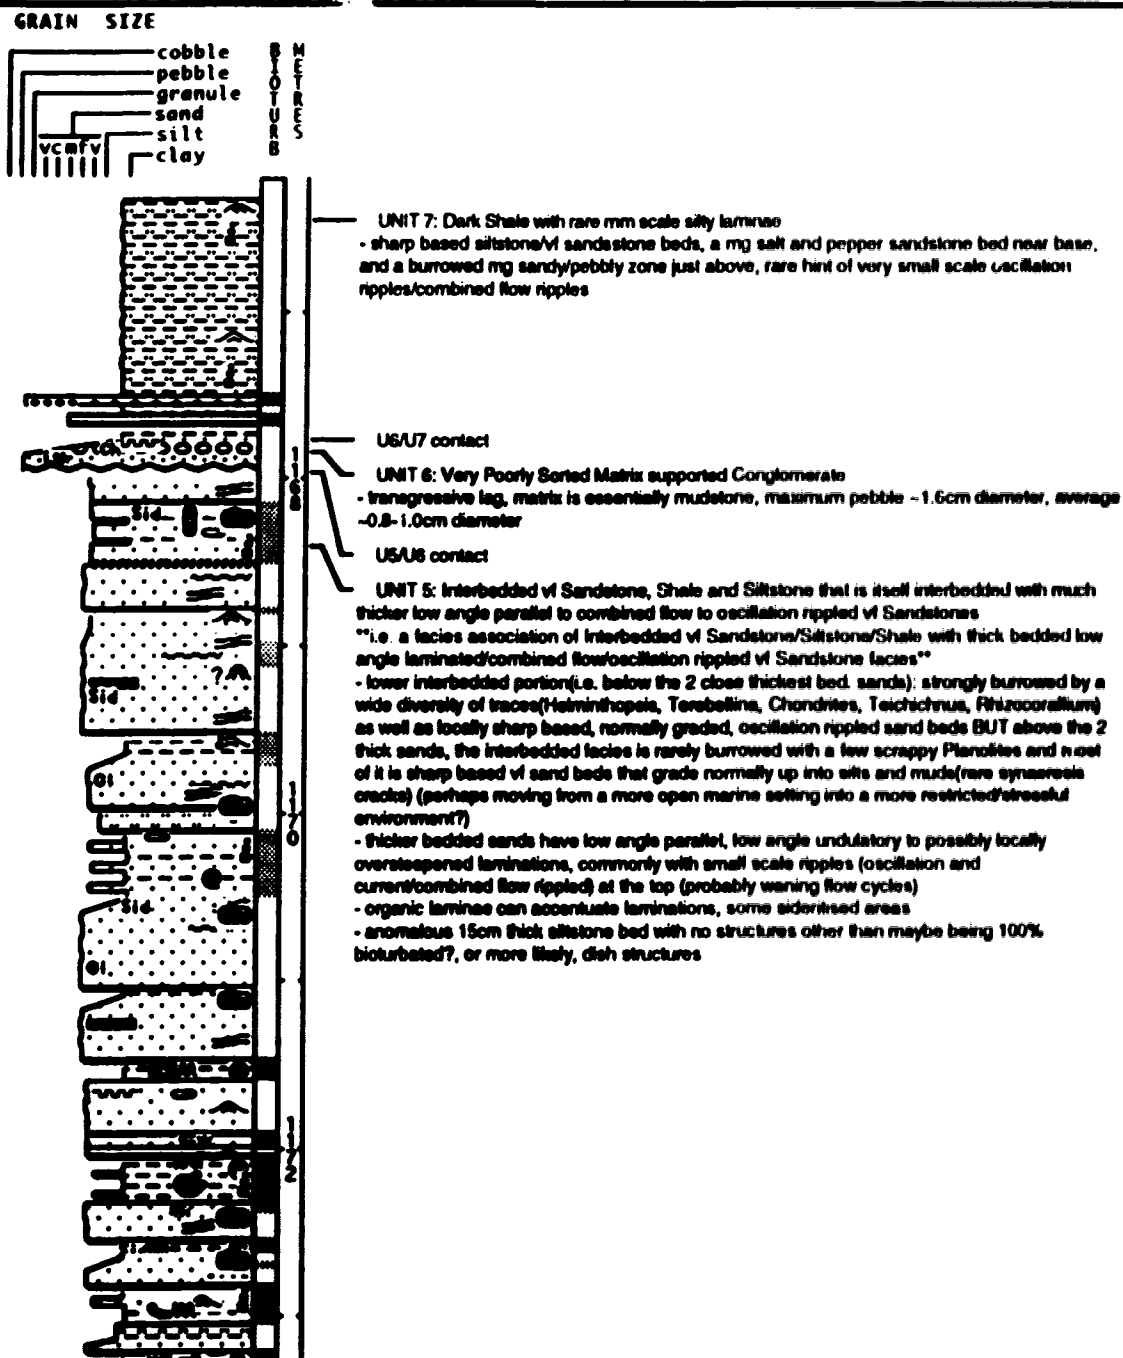 GRAIN SIZE
cobble
pebble
granule
sand
silt
clay
vcmfv
BIOTURB
METRES
UNIT 7: Dark Shale with rare mm scale silty laminae
- sharp based siltstone/vf sandsstone beds, a mg salt and pepper sandstone bed near base,
and a burrowed mg sandy/pebbly zone just above, rare hint of very small scale oscillation
ripples/combined flow ripples
U6/U7 contact
UNIT 6: Very Poorly Sorted Matrix supported Conglomerate
- transgressive lag, matrix is essentially mudstone, maximum pebble ~1.6cm diameter, average
~0.8-1.0cm diameter
U5/U6 contact
UNIT 5: Interbedded vf Sandstone, Shale and Siltstone that is itself interbedded with much
thicker low angle parallel to combined flow to oscillation rippled vf Sandstones
**i.e. a facies association of Interbedded vf Sandstone/Siltstone/Shale with thick bedded low
angle laminated/combined flow/oscillation rippled vf Sandstone facies**
- lower interbedded portion(i.e. below the 2 close thickest bed. sands): strongly burrowed by a
wide diversity of traces(Helminthopsis, Terebellina, Chondrites, Teichichnus, Rhizocorallium)
as well as locally sharp based, normally graded, oscillation rippled sand beds BUT above the 2
thick sands, the interbedded facies is rarely burrowed with a few scrappy Planolites and most
of it is sharp based vf sand beds that grade normally up into silts and muds(rare synaeresis
cracks) (perhaps moving from a more open marine setting into a more restricted/stressful
environment?)
- thicker bedded sands have low angle parallel, low angle undulatory to possibly locally
oversteepened laminations, commonly with small scale ripples (oscillation and
current/combined flow rippled) at the top (probably waning flow cycles)
- organic laminae can accentuate laminations, some sideritised areas
- anomalous 15cm thick siltstone bed with no structures other than maybe being 100%
bioturbated?, or more likely, dish structures
1168
Sid
?
Sid
Gl
1170
Sid
Gl
1172